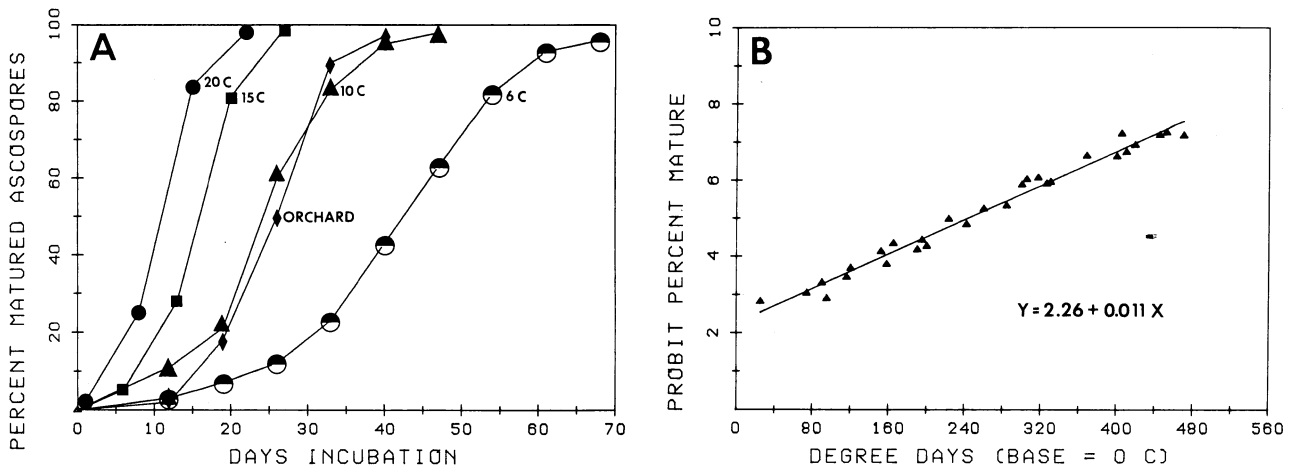 A
PERCENT MATURED ASCOSPORES
100
80
60
40
20
0 10 20 30 40 50 60 70
DAYS INCUBATION
20 C
15 C
10 C
6 C
ORCHARD
B
PROBIT PERCENT MATURE
10
8
6
4
2
0 80 160 240 320 400 480 560
DEGREE DAYS (BASE = 0 C)
Y = 2.26 + 0.011 X